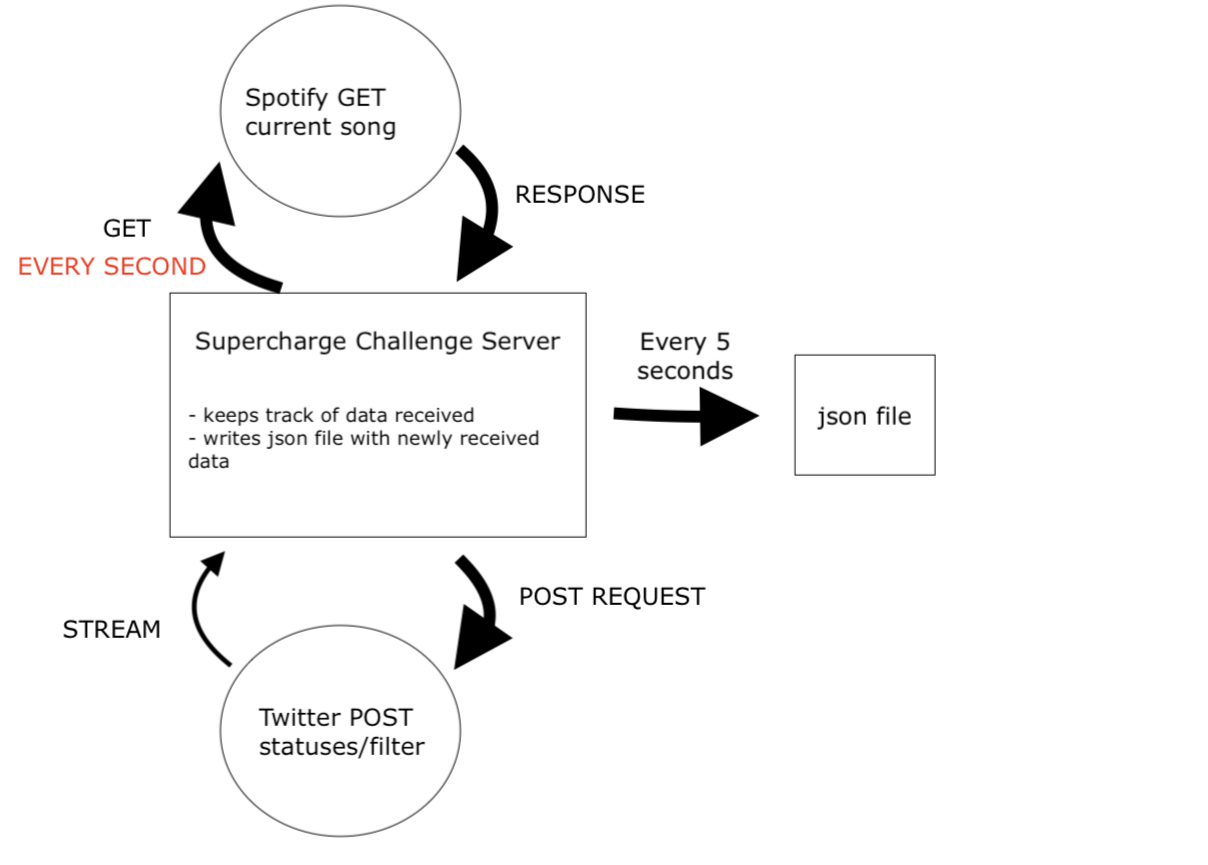 Spotify GET
current song
RESPONSE
GET
EVERY SECOND
Supercharge Challenge Server
- keeps track of data received
- writes json file with newly received
data
Every 5
seconds
json file
POST REQUEST
STREAM
Twitter POST
statuses/filter